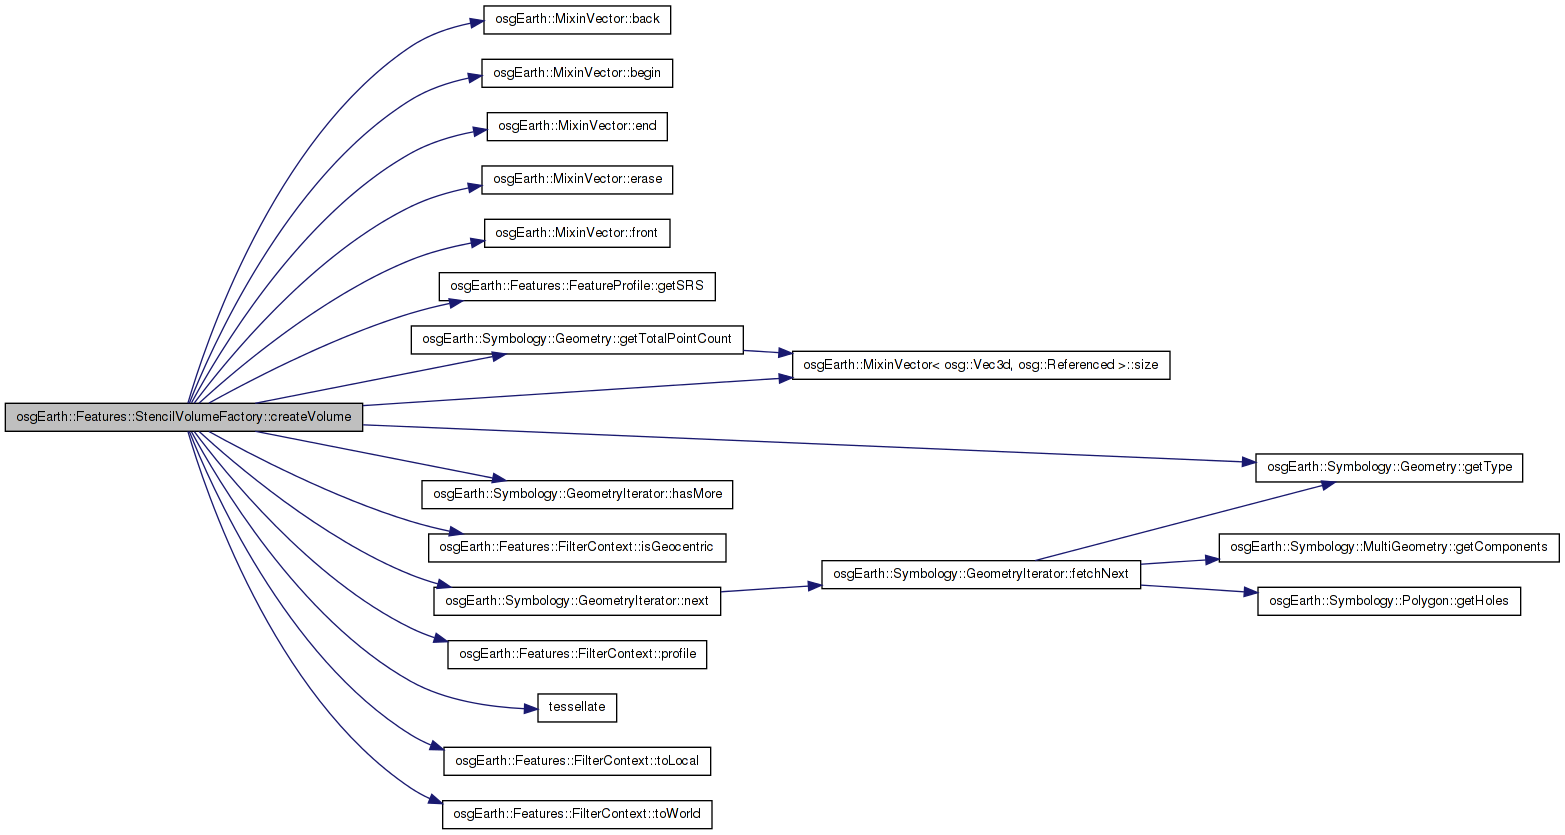 osgEarth::MixinVector::back
osgEarth::MixinVector::begin
osgEarth::MixinVector::end
osgEarth::MixinVector::erase
osgEarth::MixinVector::front
osgEarth::Features::FeatureProfile::getSRS
osgEarth::Symbology::Geometry::getTotalPointCount
osgEarth::MixinVector< osg::Vec3d, osg::Referenced >::size
osgEarth::Features::StencilVolumeFactory::createVolume
osgEarth::Symbology::Geometry::getType
osgEarth::Symbology::GeometryIterator::hasMore
osgEarth::Features::FilterContext::isGeocentric
osgEarth::Symbology::MultiGeometry::getComponents
osgEarth::Symbology::GeometryIterator::fetchNext
osgEarth::Symbology::GeometryIterator::next
osgEarth::Symbology::Polygon::getHoles
osgEarth::Features::FilterContext::profile
tessellate
osgEarth::Features::FilterContext::toLocal
osgEarth::Features::FilterContext::toWorld